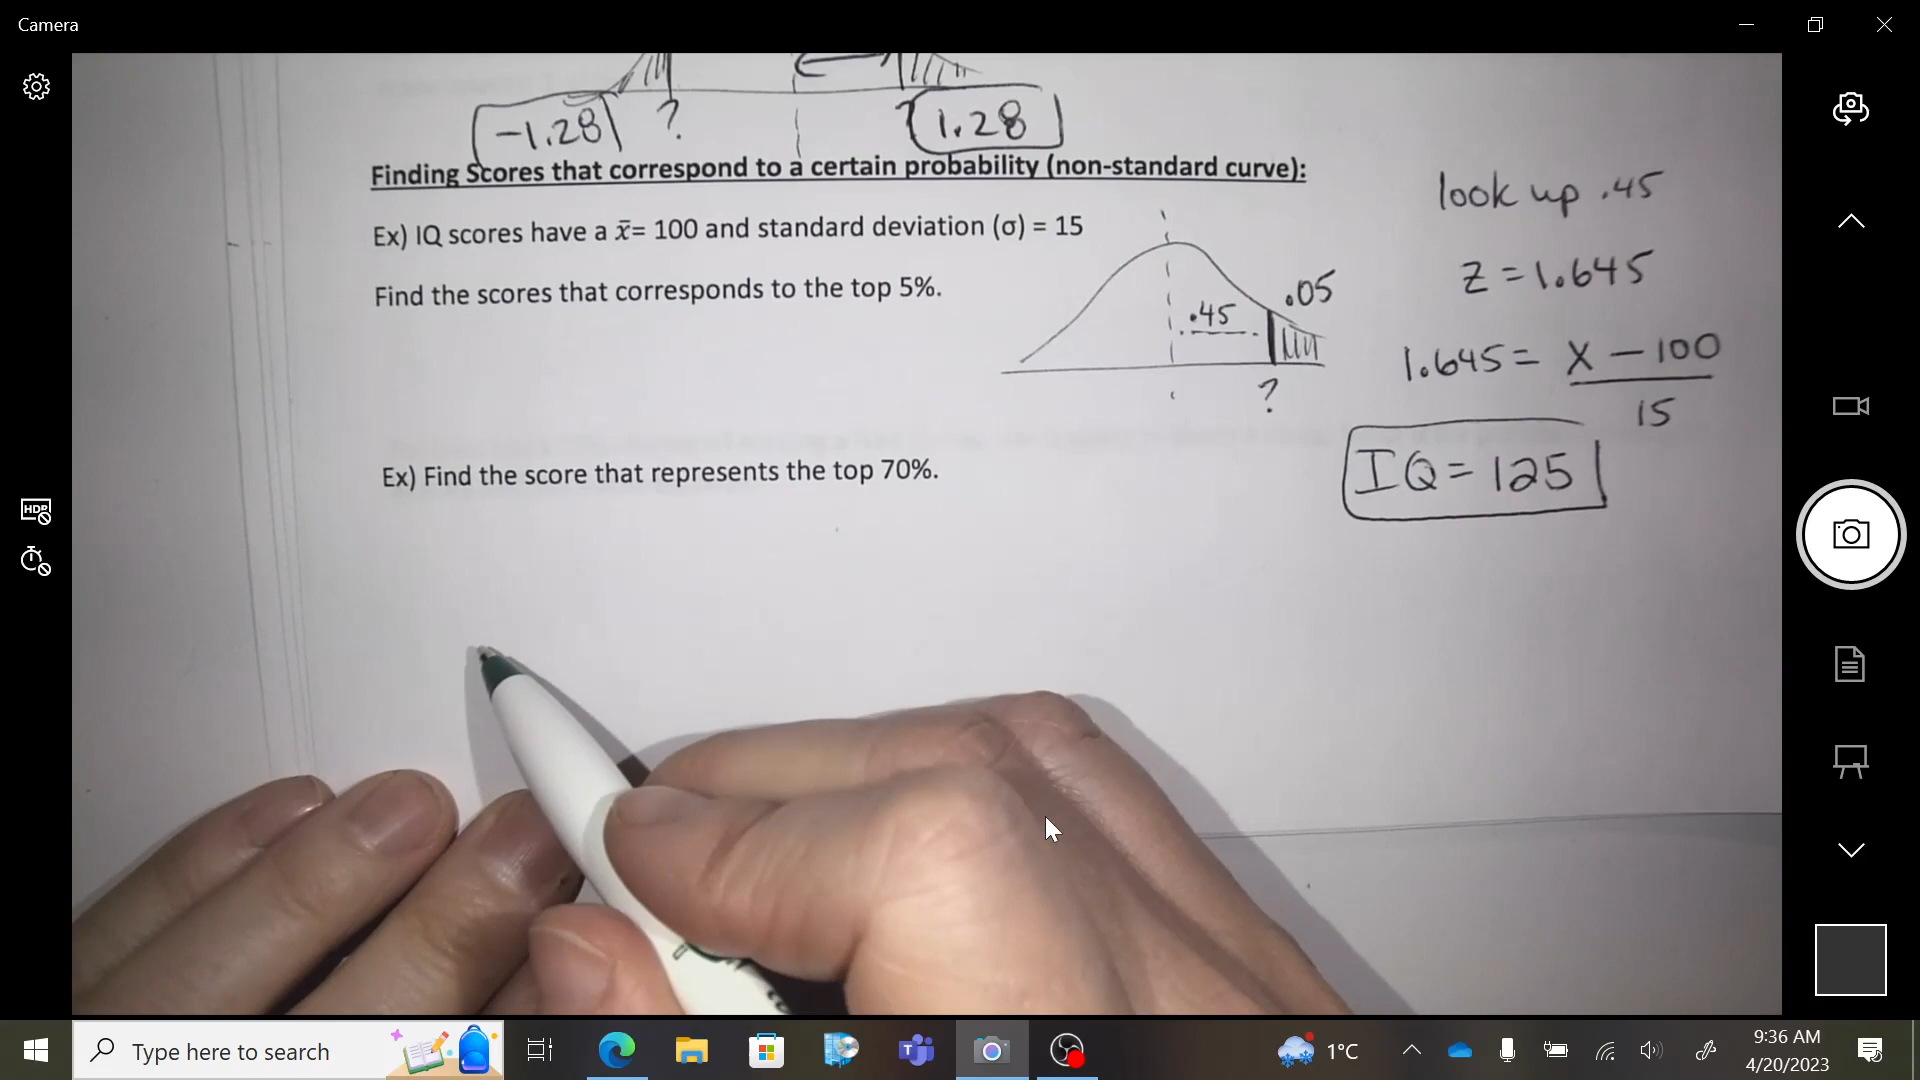 Camera
-1.28 ? 1.28
Finding Scores that correspond to a certain probability (non-standard curve):
Ex) IQ scores have a x̄= 100 and standard deviation (σ) = 15
Find the scores that corresponds to the top 5%.
.45 .05
?
look up .45
z = 1.645
1.645 = x - 100
15
IQ = 125
Ex) Find the score that represents the top 70%.
HDR
Type here to search
1°C
9:36 AM
4/20/2023